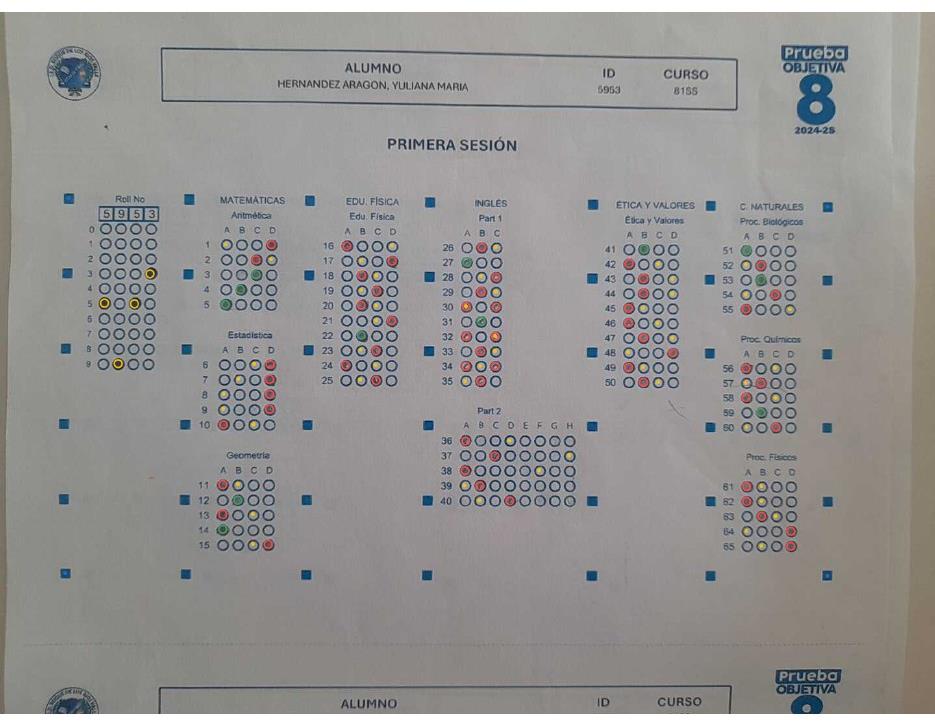 Prueba
OBJETIVA
8
2024-25
ALUMNO ID CURSO
HERNANDEZ ARAGON, YULIANA MARIA 5953 815S
PRIMERA SESIÓN
Roll No
5 9 5 3
0
1
2
3
4
5
6
7
8
9
MATEMÁTICAS
Aritmética
A B C D
1
2
3
4
5
Estadística
A B C D
6
7
8
9
10
Geometría
A B C D
11
12
13
14
15
EDU. FÍSICA
Edu. Física
A B C D
16
17
18
19
20
21
22
23
24
25
INGLÉS
Part 1
A B C
26
27
28
29
30
31
32
33
34
35
Part 2
A B C D E F G H
36
37
38
39
40
ÉTICA Y VALORES
Ética y Valores
A B C D
41
42
43
44
45
46
47
48
49
50
C. NATURALES
Proc. Biológicos
A B C D
51
52
53
54
55
Proc. Químicos
A B C D
56
57
58
59
60
Proc. Físicos
A B C D
61
62
63
64
65
Prueba
OBJETIVA
ALUMNO ID CURSO